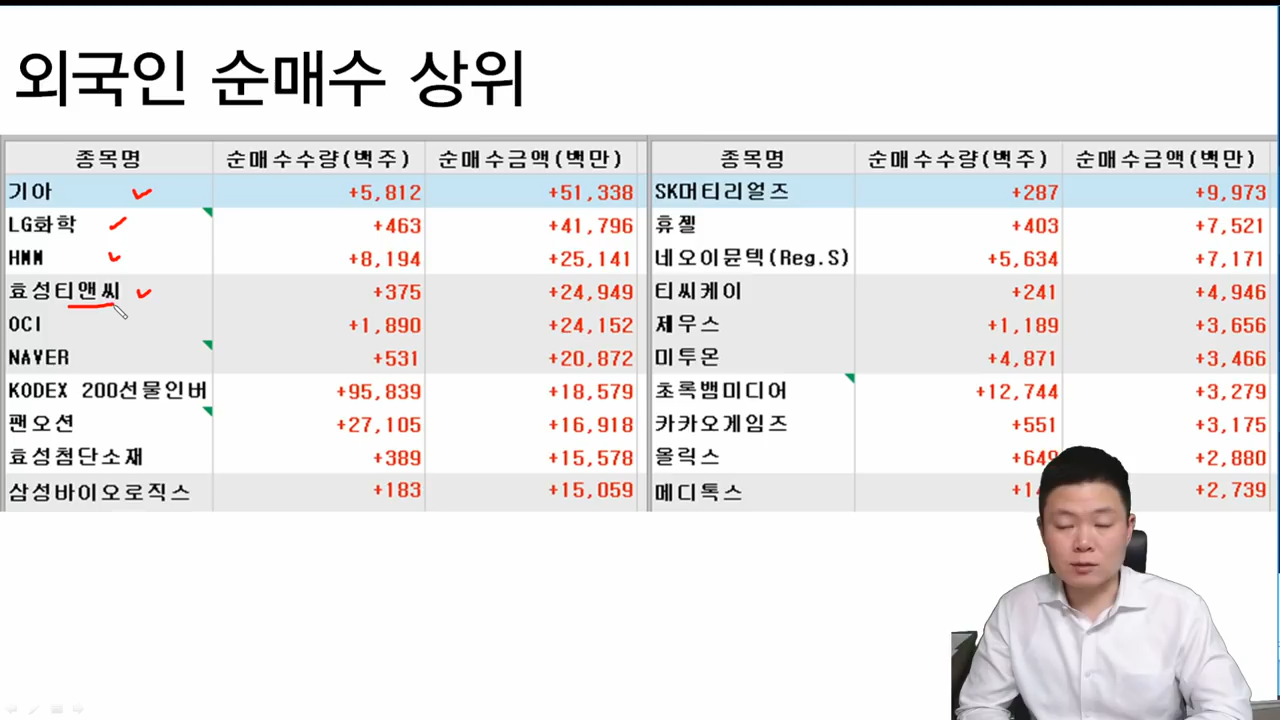 외국인 순매수 상위
종목명 순매수수량(백주) 순매수금액(백만)
기아 +5,812 +51,338
LG화학 +463 +41,796
HMM +8,194 +25,141
효성티앤씨 +375 +24,949
OCI +1,890 +24,152
NAVER +531 +20,872
KODEX 200선물인버 +95,839 +18,579
팬오션 +27,105 +16,918
효성첨단소재 +389 +15,578
삼성바이오로직스 +183 +15,059
종목명 순매수수량(백주) 순매수금액(백만)
SK머티리얼즈 +287 +9,973
휴젤 +403 +7,521
네오이뮨텍(Reg.S) +5,634 +7,171
티씨케이 +241 +4,946
제우스 +1,189 +3,656
미투온 +4,871 +3,466
초록뱀미디어 +12,744 +3,279
카카오게임즈 +551 +3,175
올릭스 +649 +2,880
메디톡스 +2,739